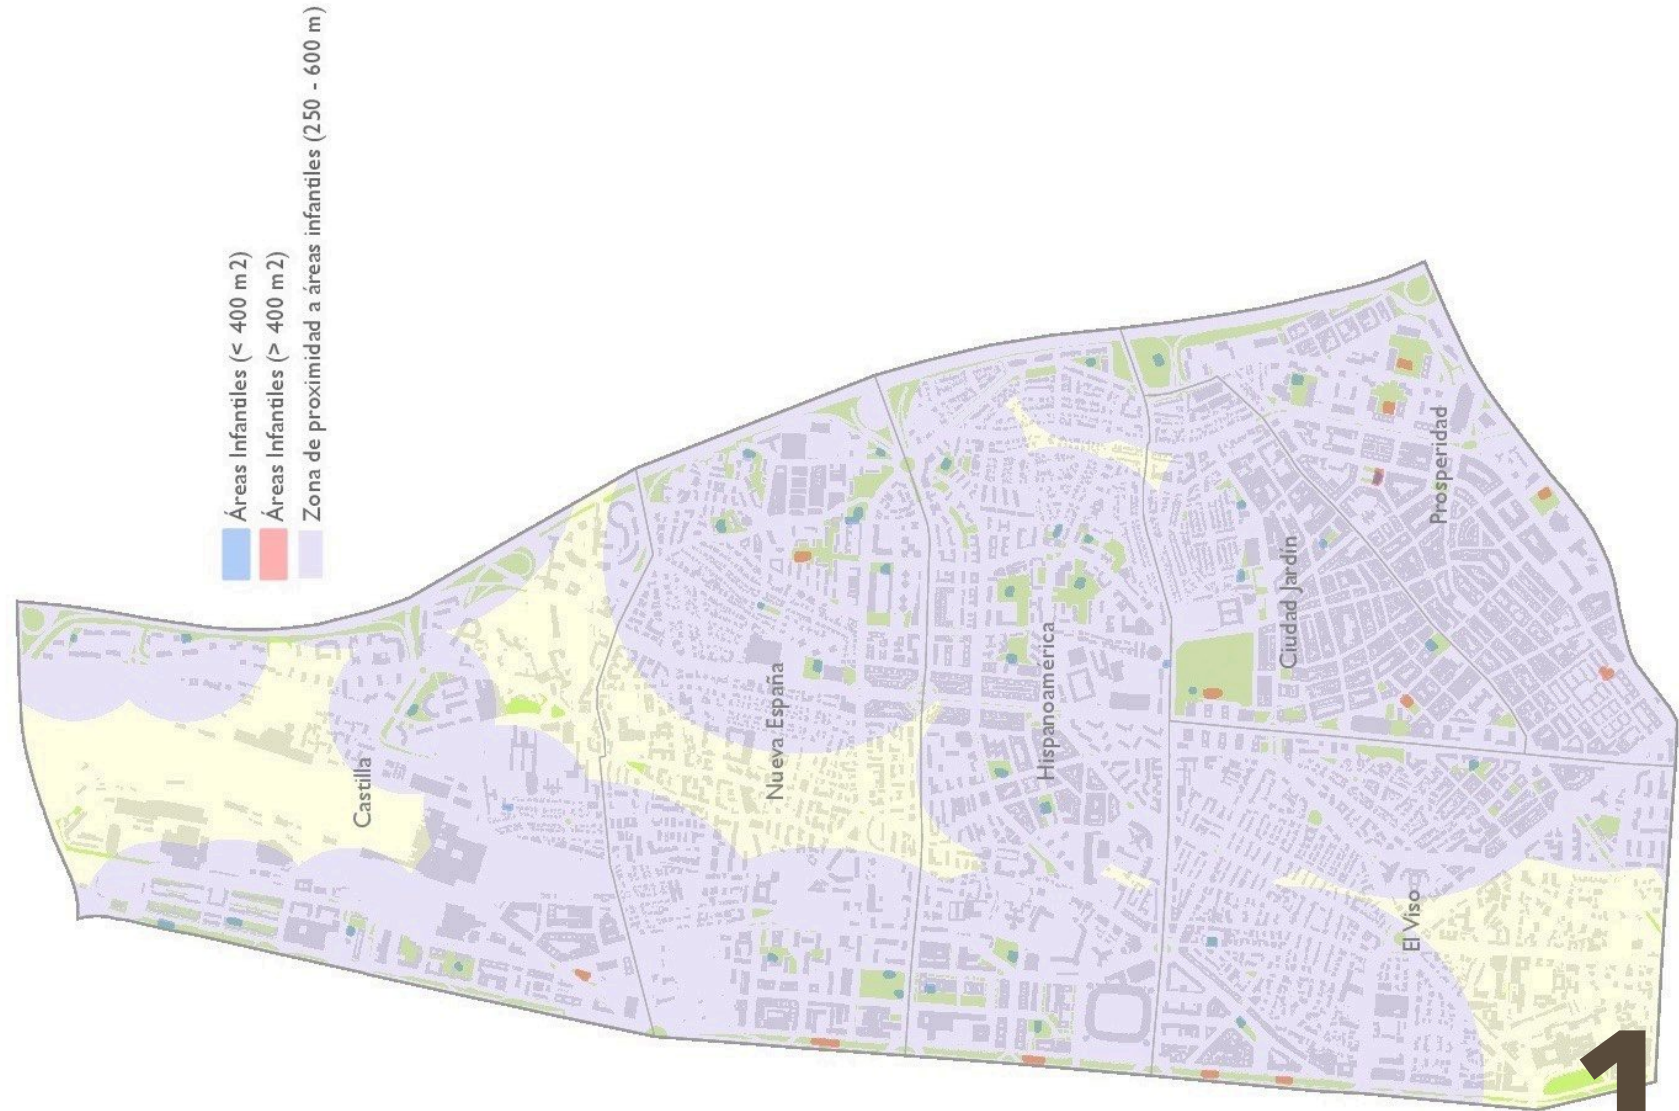 Áreas Infantiles (< 400 m2)
Áreas Infantiles (> 400 m2)
Zona de proximidad a áreas infantiles (250 - 600 m)
Castilla
Nueva España
Hispanoamérica
Ciudad Jardín
Prosperidad
El Viso
1